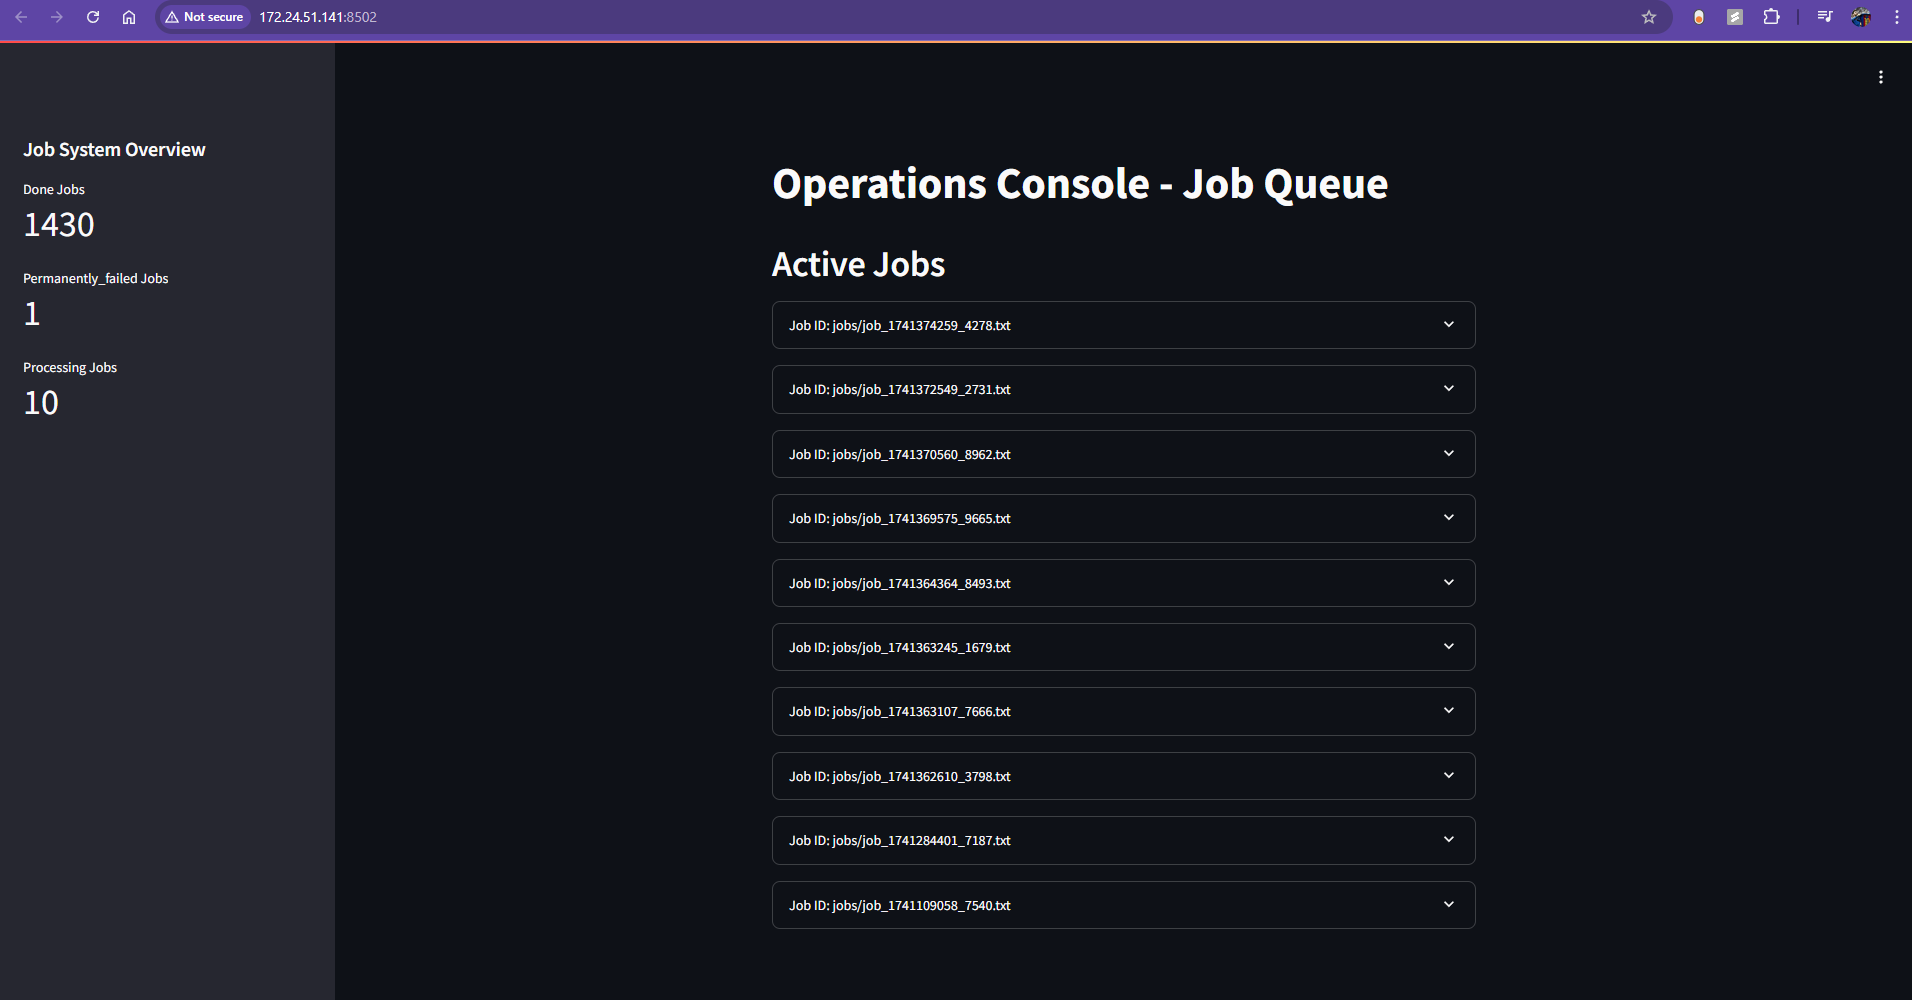 Not secure
172.24.51.141:8502
Job System Overview
Done Jobs
1430
Permanently_failed Jobs
1
Processing Jobs
10
Operations Console - Job Queue
Active Jobs
Job ID: jobs/job_1741374259_4278.txt
Job ID: jobs/job_1741372549_2731.txt
Job ID: jobs/job_1741370560_8962.txt
Job ID: jobs/job_1741369575_9665.txt
Job ID: jobs/job_1741364364_8493.txt
Job ID: jobs/job_1741363245_1679.txt
Job ID: jobs/job_1741363107_7666.txt
Job ID: jobs/job_1741362610_3798.txt
Job ID: jobs/job_1741284401_7187.txt
Job ID: jobs/job_1741109058_7540.txt